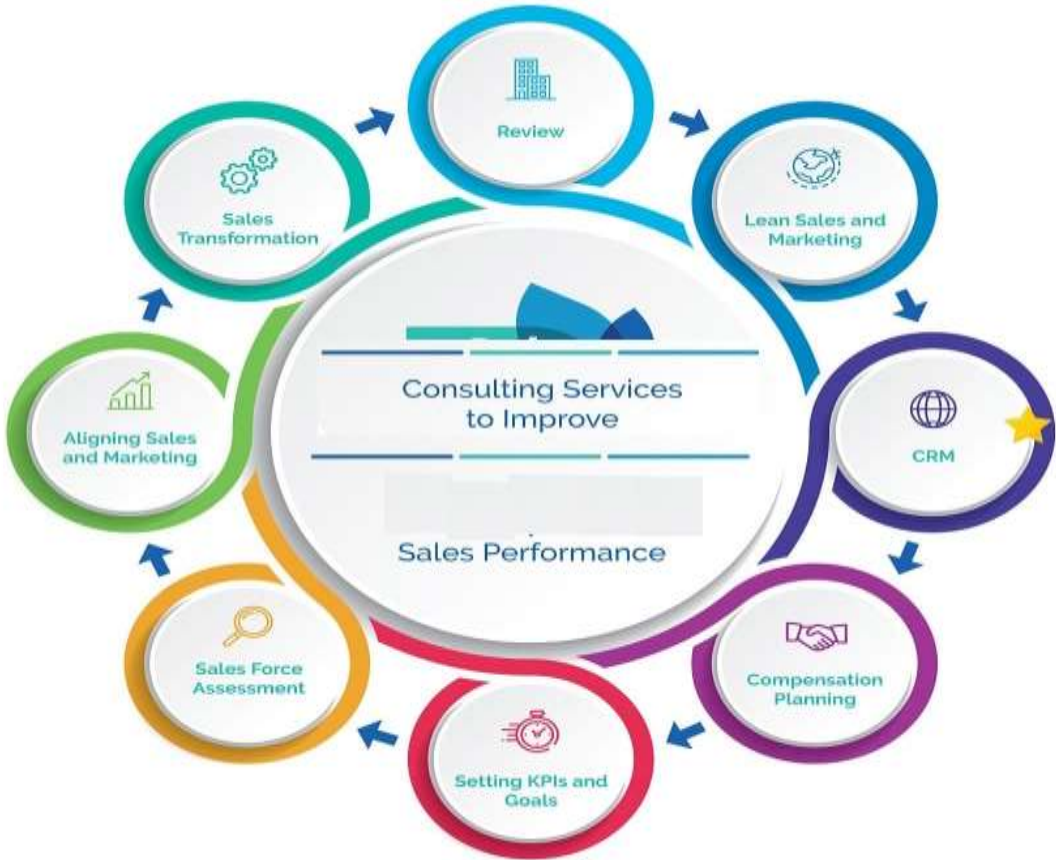 Review
Lean Sales and
Marketing
CRM
Compensation
Planning
Setting KPIs and
Goals
Sales Force
Assessment
Aligning Sales
and Marketing
Sales
Transformation
Consulting Services
to Improve
Sales Performance